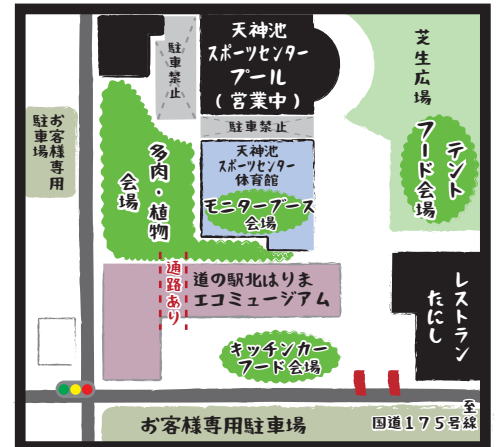 天神池
スポーツセンター
プール
(営業中)
駐車禁止
駐車禁止
芝生広場
テント
フード会場
お客様専用
駐車場
多肉・植物
会場
天神池
スポーツセンター
体育館
モニターブース
会場
通路あり
道の駅北はりま
エコミュージアム
レストラン
たにし
キッチンカー
フード会場
至
国道175号線
お客様専用駐車場